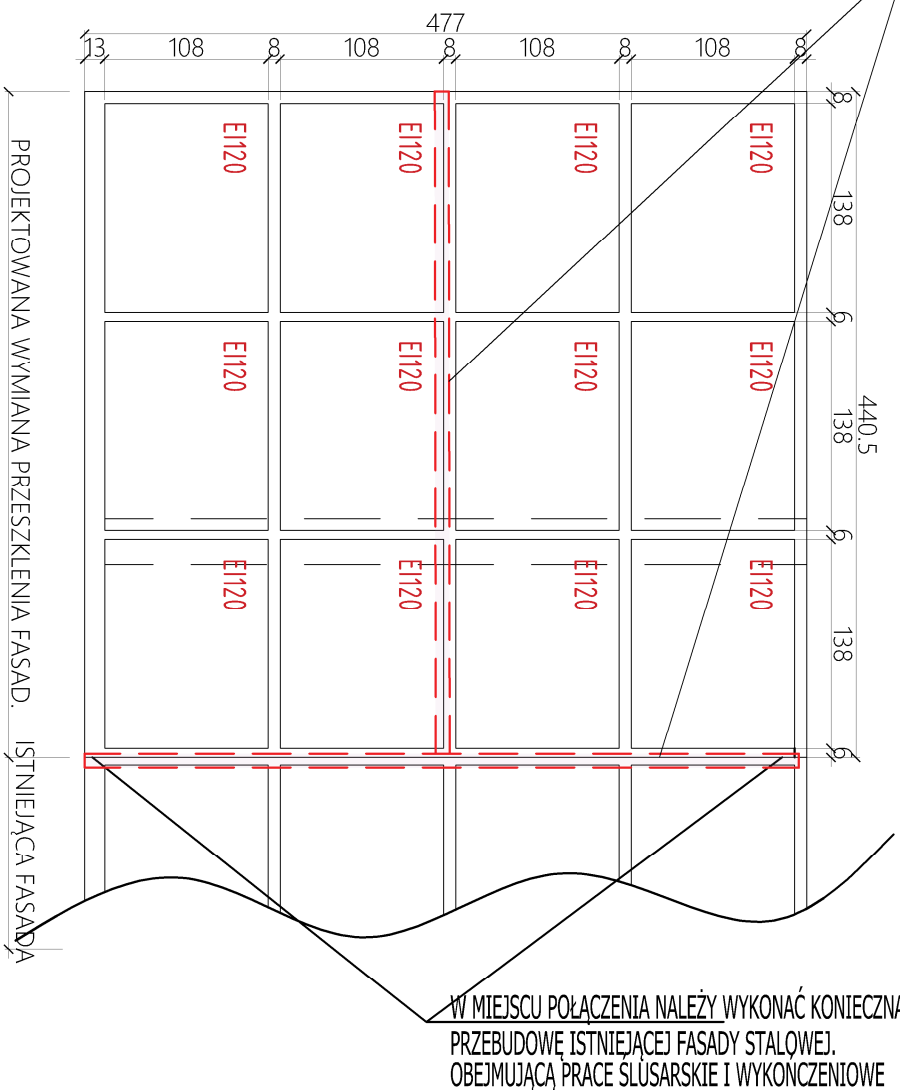 477
13 108 8 108 8 108 8 108 8
8
138
6
138
6
138
6
440.5
EI120 EI120 EI120 EI120
EI120 EI120 EI120 EI120
EI120 EI120 EI120 EI120
PROJEKTOWANA WYMIANA PRZESZKLENIA FASAD.
ISTNIEJĄCA FASADA
W MIEJSCU POŁĄCZENIA NALEŻY WYKONAĆ KONIECZNĄ
PRZEBUDOWĘ ISTNIEJĄCEJ FASADY STALOWEJ.
OBEJMUJĄCĄ PRACE ŚLUSARSKIE I WYKOŃCZENIOWE